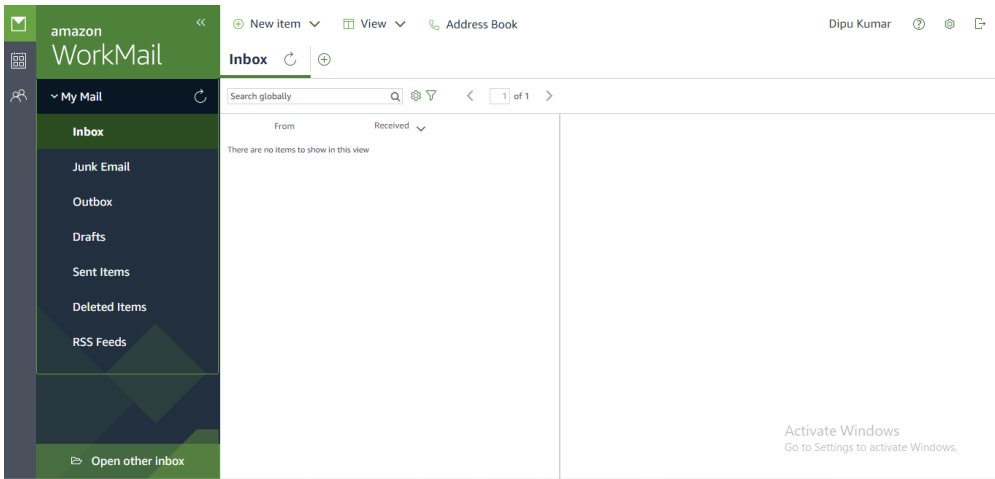 amazon
WorkMail
New item
View
Address Book
Dipu Kumar
Inbox
My Mail
Search globally
1 of 1
From
Received
There are no items to show in this view
Inbox
Junk Email
Outbox
Drafts
Sent Items
Deleted Items
RSS Feeds
Open other inbox
Activate Windows
Go to Settings to activate Windows.